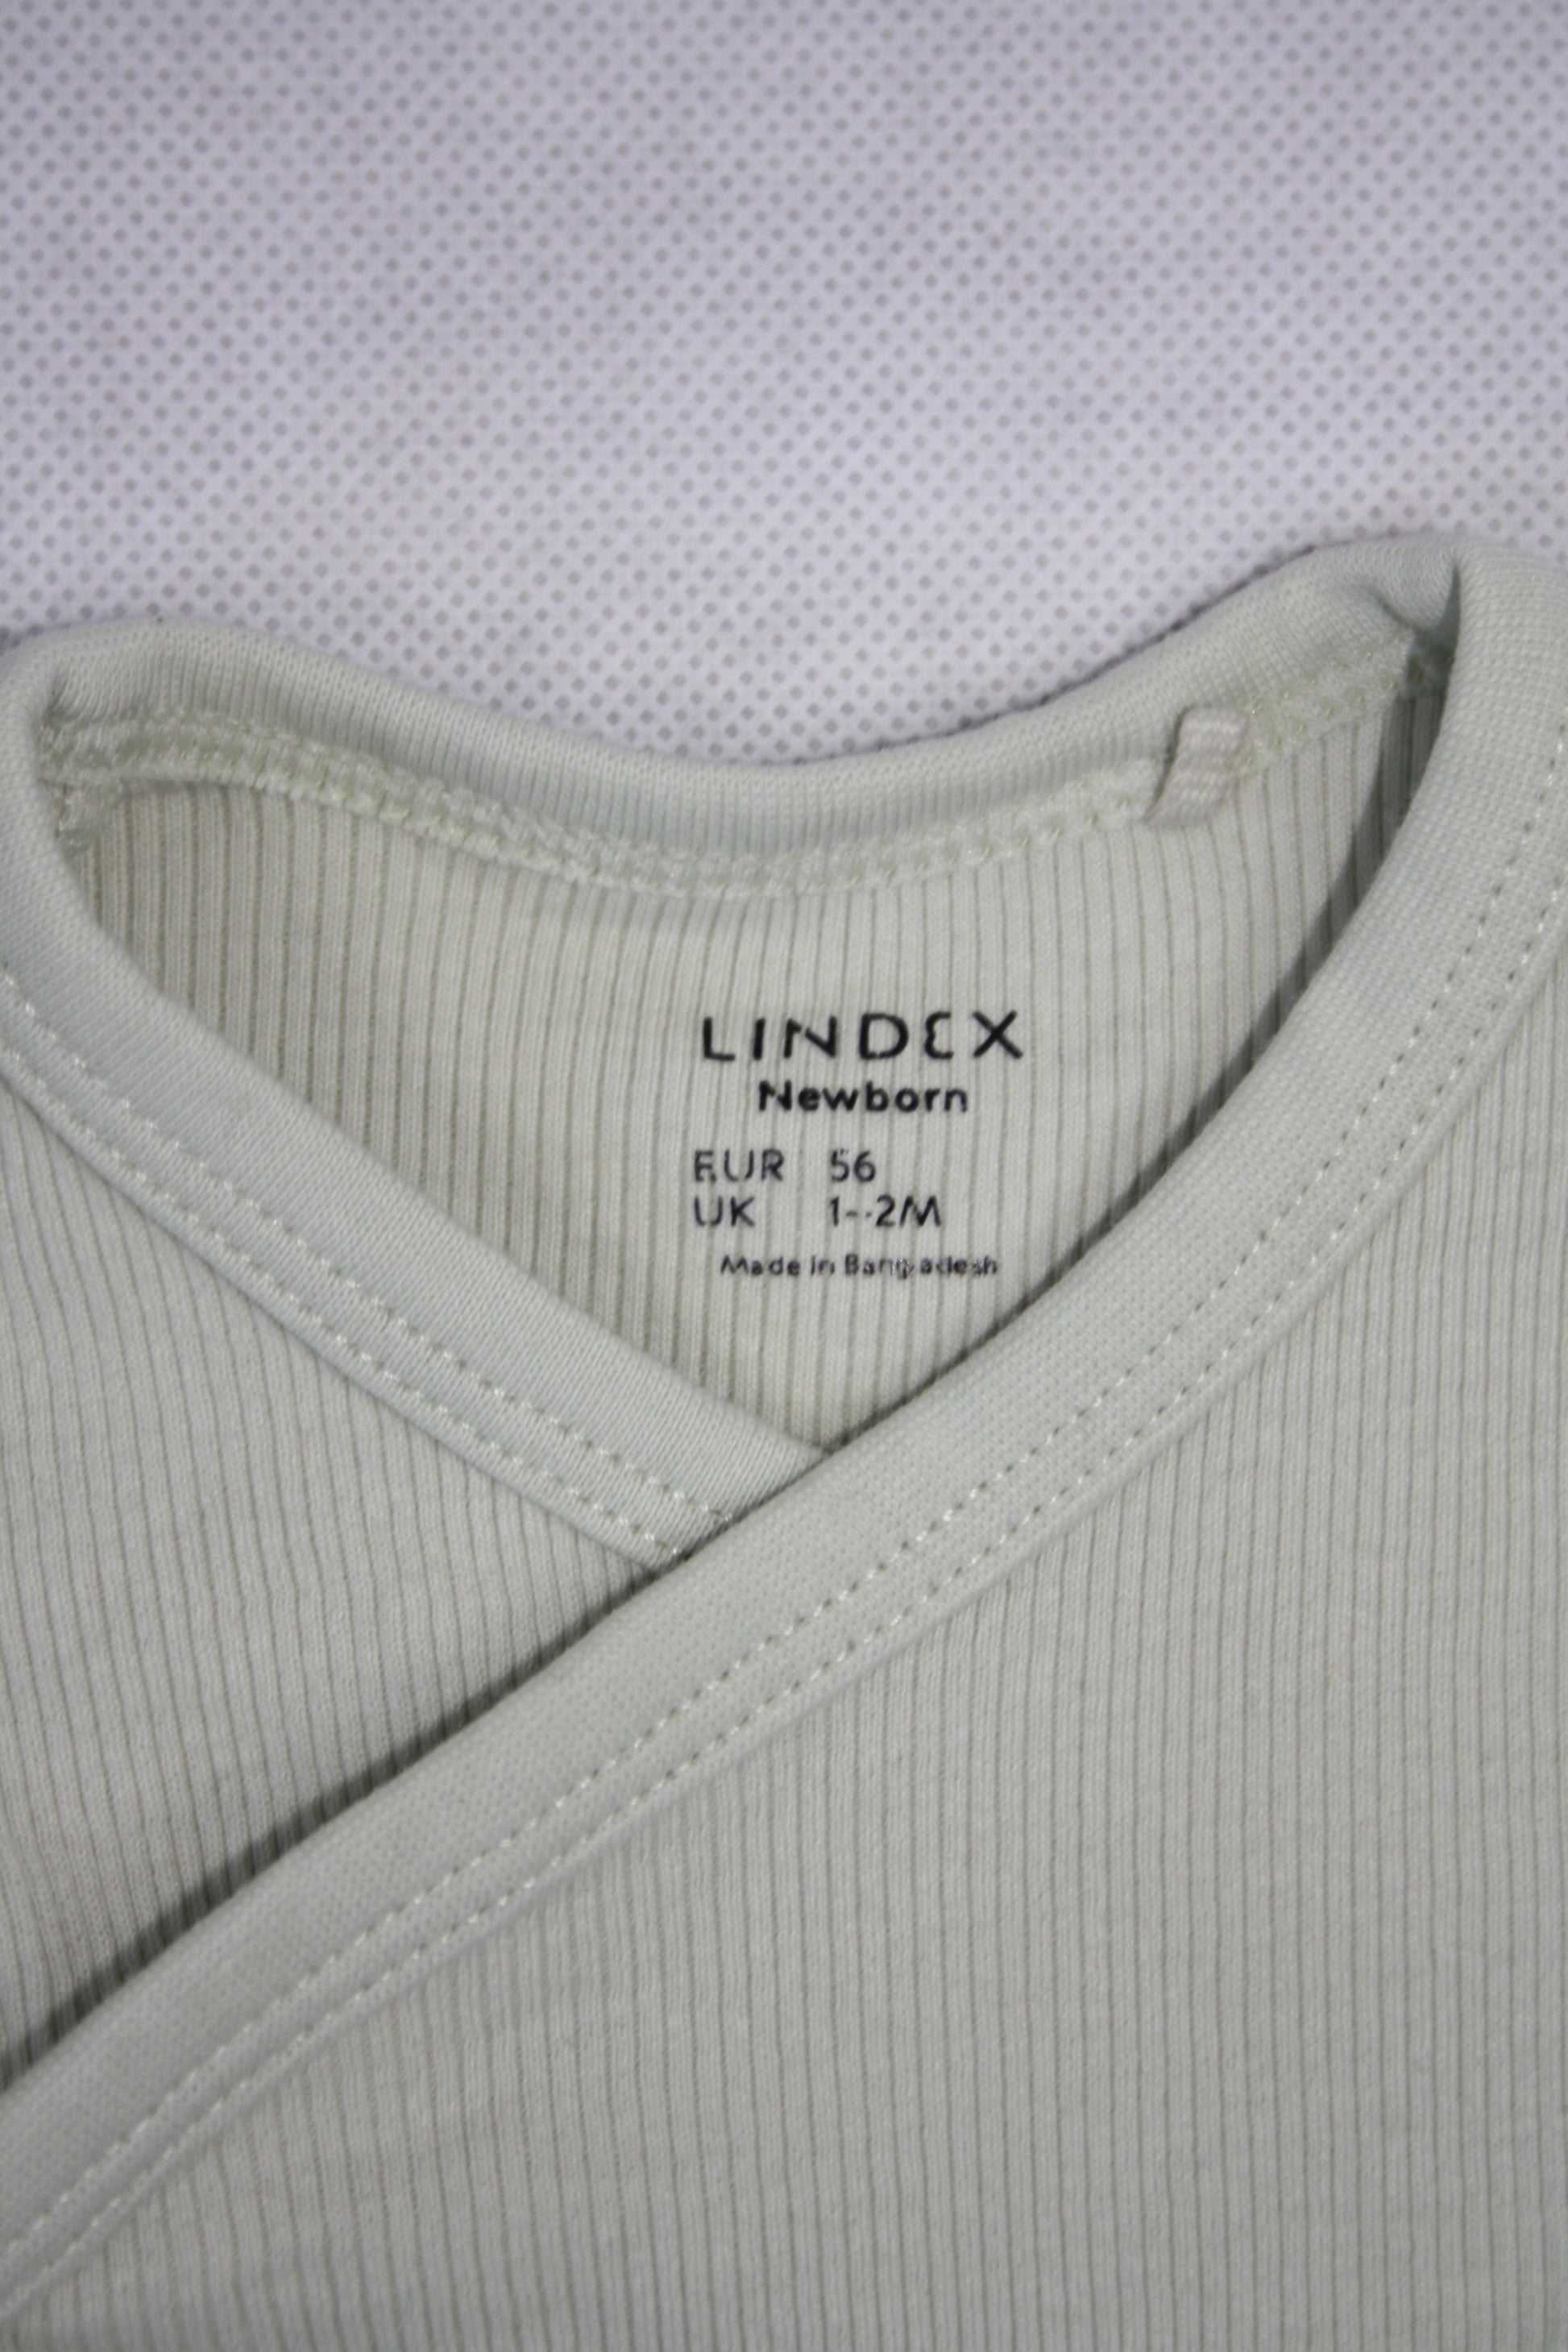 LINDEX
Newborn
EUR 56
UK 1-2M
Made in Bangladesh